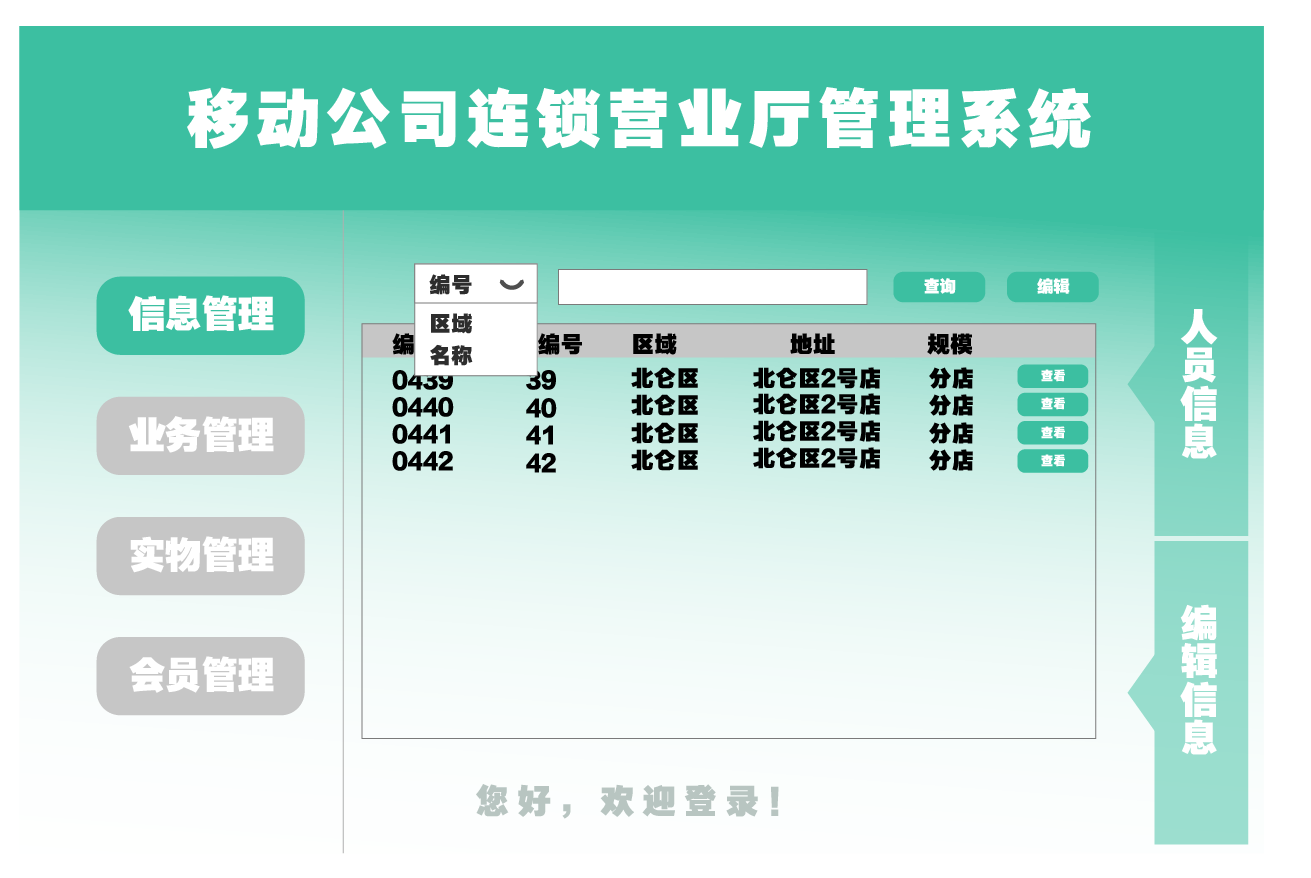 移动公司连锁营业厅管理系统
信息管理
业务管理
实物管理
会员管理
编号
区域
名称
查询
编辑
编 编号 区域 地址 规模
0439 39 北仑区 北仑区2号店 分店 查看
0440 40 北仑区 北仑区2号店 分店 查看
0441 41 北仑区 北仑区2号店 分店 查看
0442 42 北仑区 北仑区2号店 分店 查看
人员信息
编辑信息
您好，欢迎登录！